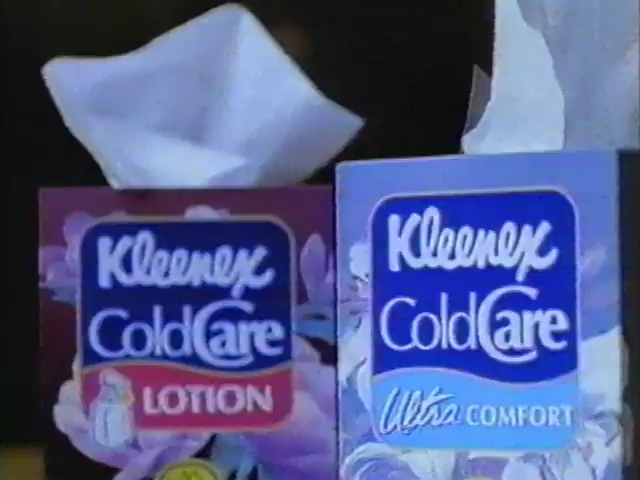 Kleenex
ColdCare
LOTION
Kleenex
ColdCare
Ultra COMFORT